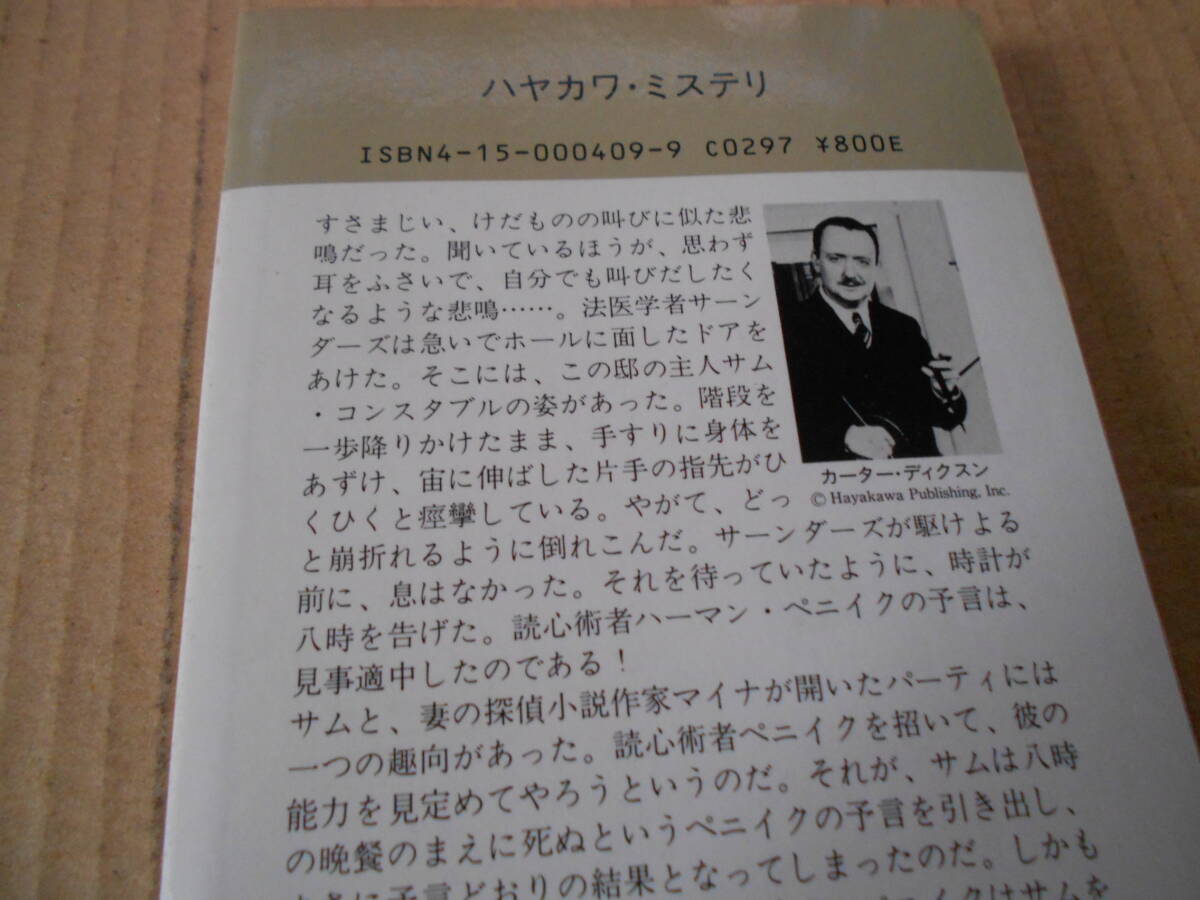 ハヤカワ・ミステリ
ISBN4-15-000409-9 C0297 ¥800E
すさまじい、けだものの叫びに似た悲
鳴だった。聞いているほうが、思わず
耳をふさいで、自分でも叫びだしたく
なるような悲鳴……。法医学者サーン
ダーズは急いでホールに面したドアを
あけた。そこには、この邸の主人サム
・コンスタブルの姿があった。階段を
一歩降りかけたまま、手すりに身体を
あずけ、宙に伸ばした片手の指先がひ
くひくと痙攣している。やがて、どっ
と崩折れるように倒れこんだ。サーンダーズが駆けよる
前に、息はなかった。それを待っていたように、時計が
八時を告げた。読心術者ハーマン・ペニイクの予言は、
見事適中したのである！
サムと、妻の探偵小説作家マイナが開いたパーティには
一つの趣向があった。読心術者ペニイクを招いて、彼の
能力を見定めてやろうというのだ。それが、サムは八時
の晩餐のまえに死ぬというペニイクの予言を引き出し、
予言どおりの結果となってしまったのだ。しかも
イクはサムを
カーター・ディクスン
© Hayakawa Publishing, Inc.